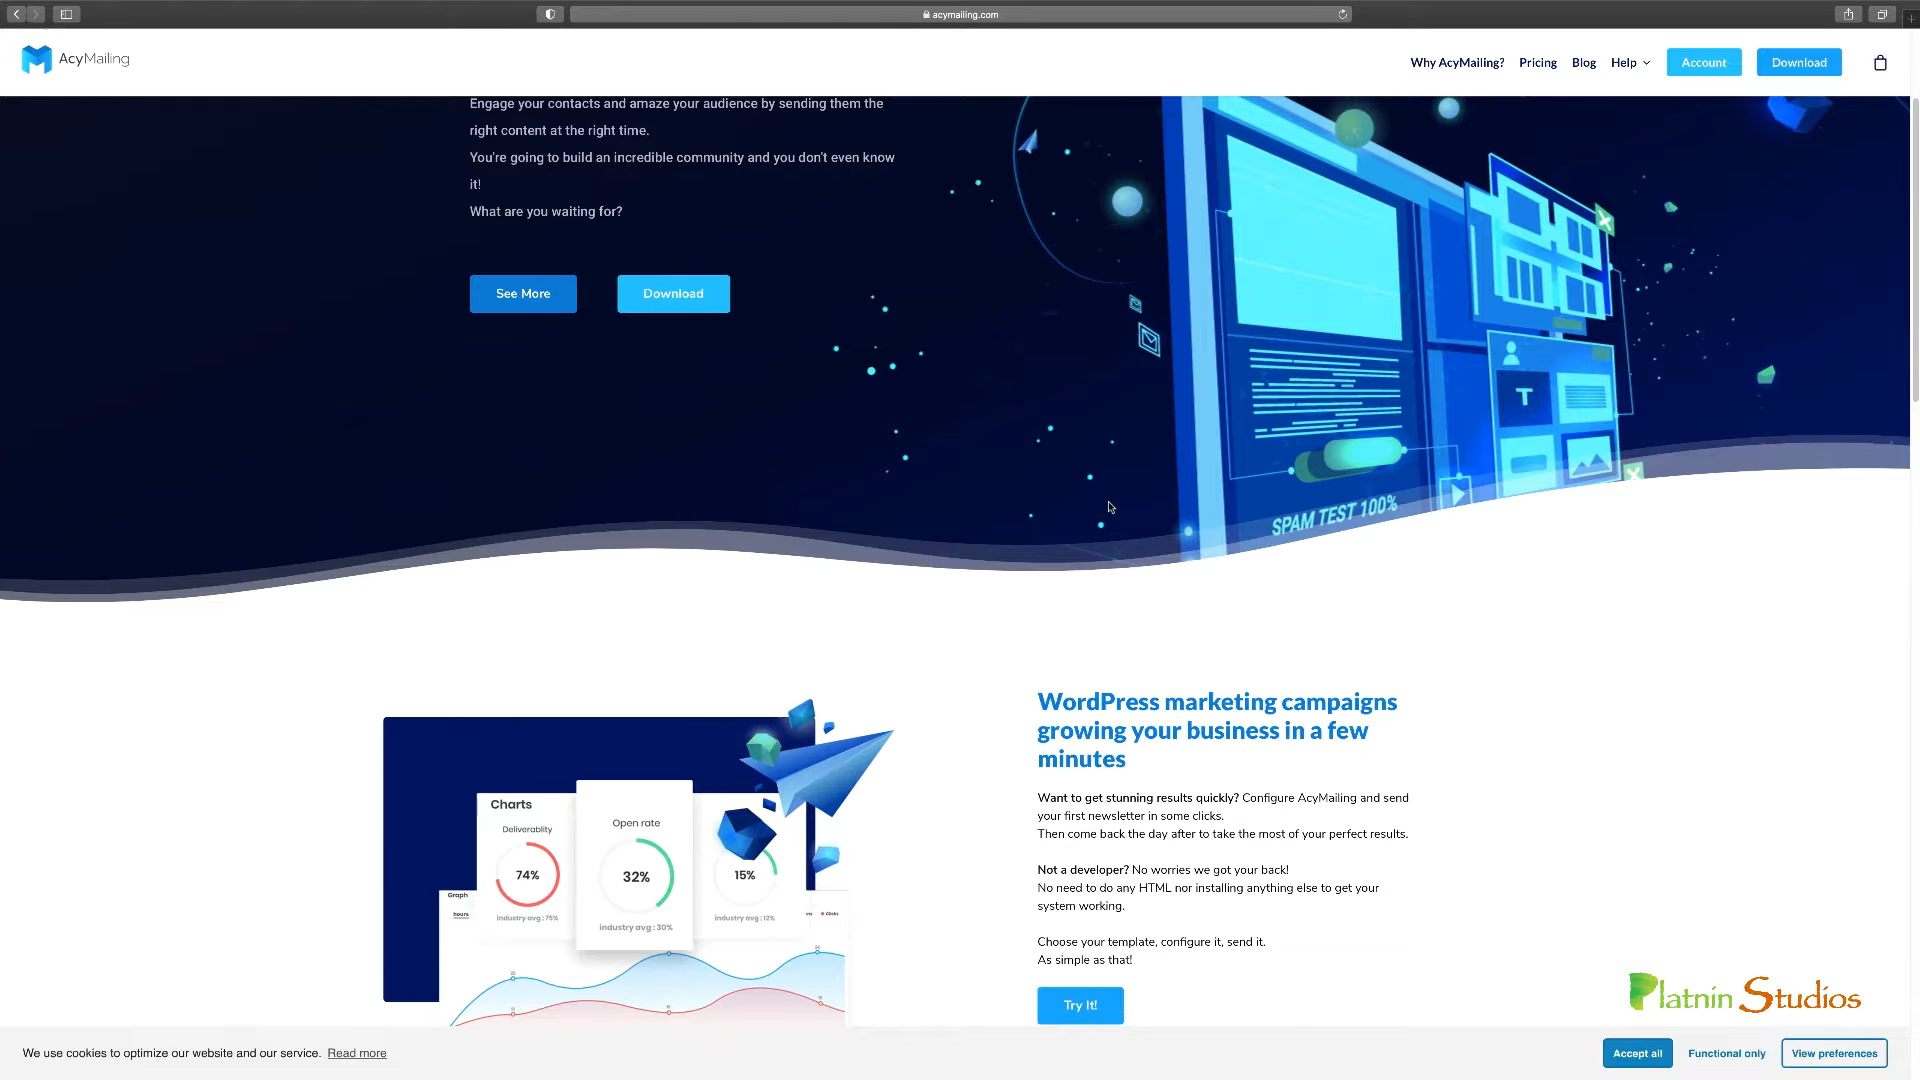 acymailing.com
AcyMailing
Why AcyMailing?
Pricing
Blog
Help
Account
Download
Engage your contacts and amaze your audience by sending them the
right content at the right time.
You're going to build an incredible community and you don't even know
it!
What are you waiting for?
See More
Download
T
SPAM TEST 100%
Charts
Deliverablity
74%
industry avg : 75%
Open rate
32%
industry avg : 30%
15%
industry avg : 12%
Graph
hours
Clicks
WordPress marketing campaigns
growing your business in a few
minutes
Want to get stunning results quickly? Configure AcyMailing and send
your first newsletter in some clicks.
Then come back the day after to take the most of your perfect results.
Not a developer? No worries we got your back!
No need to do any HTML nor installing anything else to get your
system working.
Choose your template, configure it, send it.
As simple as that!
Try It!
Platnin Studios
We use cookies to optimize our website and our service. Read more
Accept all
Functional only
View preferences